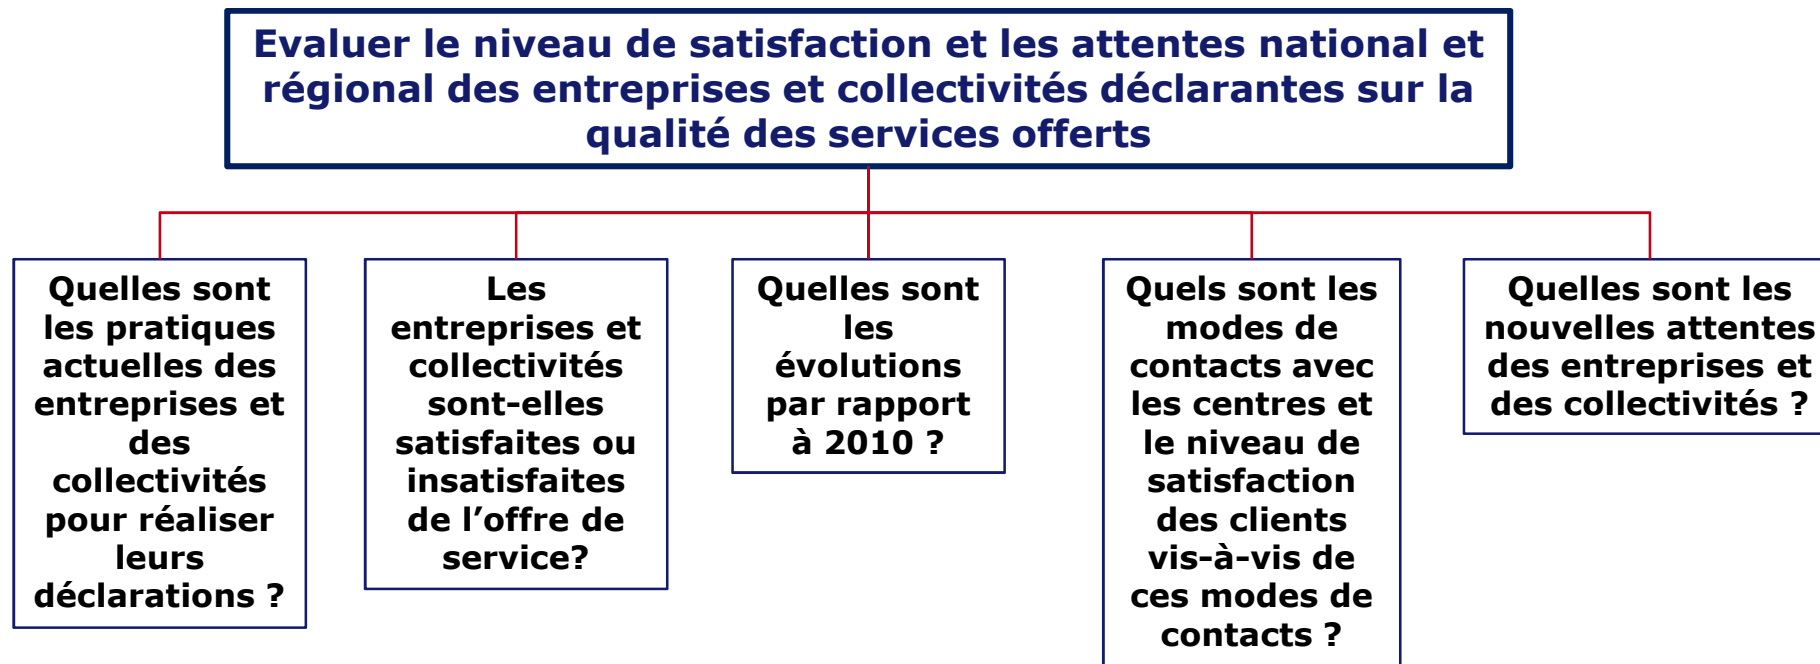 Evaluer le niveau de satisfaction et les attentes national et
régional des entreprises et collectivités déclarantes sur la
qualité des services offerts
Quelles sont
les pratiques
actuelles des
entreprises et
des
collectivités
pour réaliser
leurs
déclarations ?
Les
entreprises et
collectivités
sont-elles
satisfaites ou
insatisfaites
de l’offre de
service?
Quelles sont
les
évolutions
par rapport
à 2010 ?
Quels sont les
modes de
contacts avec
les centres et
le niveau de
satisfaction
des clients
vis-à-vis de
ces modes de
contacts ?
Quelles sont les
nouvelles attentes
des entreprises et
des collectivités ?